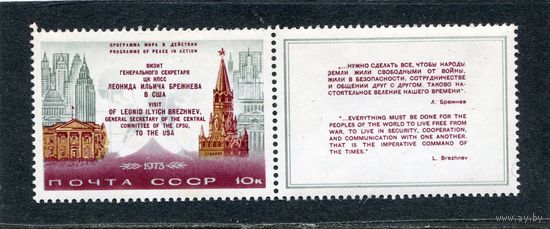 ПРОГРАММА МИРА В ДЕЙСТВИИ
PROGRAMME OF PEACE IN ACTION
ВИЗИТ
ГЕНЕРАЛЬНОГО СЕКРЕТАРЯ
ЦК КПСС
ЛЕОНИДА ИЛЬИЧА БРЕЖНЕВА
В США
VISIT
OF LEONID ILYICH BREZHNEV,
GENERAL SECRETARY OF THE CENTRAL
COMMITTEE OF THE CPSU,
TO THE USA
1973
ПОЧТА СССР 10к
"...НУЖНО СДЕЛАТЬ ВСЕ, ЧТОБЫ НАРОДЫ
ЗЕМЛИ ЖИЛИ СВОБОДНЫМИ ОТ ВОЙНЫ,
ЖИЛИ В БЕЗОПАСНОСТИ, СОТРУДНИЧЕСТВЕ
И ОБЩЕНИИ ДРУГ С ДРУГОМ. ТАКОВО НА-
СТОЯТЕЛЬНОЕ ВЕЛЕНИЕ НАШЕГО ВРЕМЕНИ".
Л. Брежнев
"...EVERYTHING MUST BE DONE FOR THE
PEOPLES OF THE WORLD TO LIVE FREE FROM
WAR, TO LIVE IN SECURITY, COOPERATION,
AND COMMUNICATION WITH ONE ANOTHER.
THAT IS THE IMPERATIVE COMMAND OF
THE TIMES."
L. Brezhnev
www.ay.by